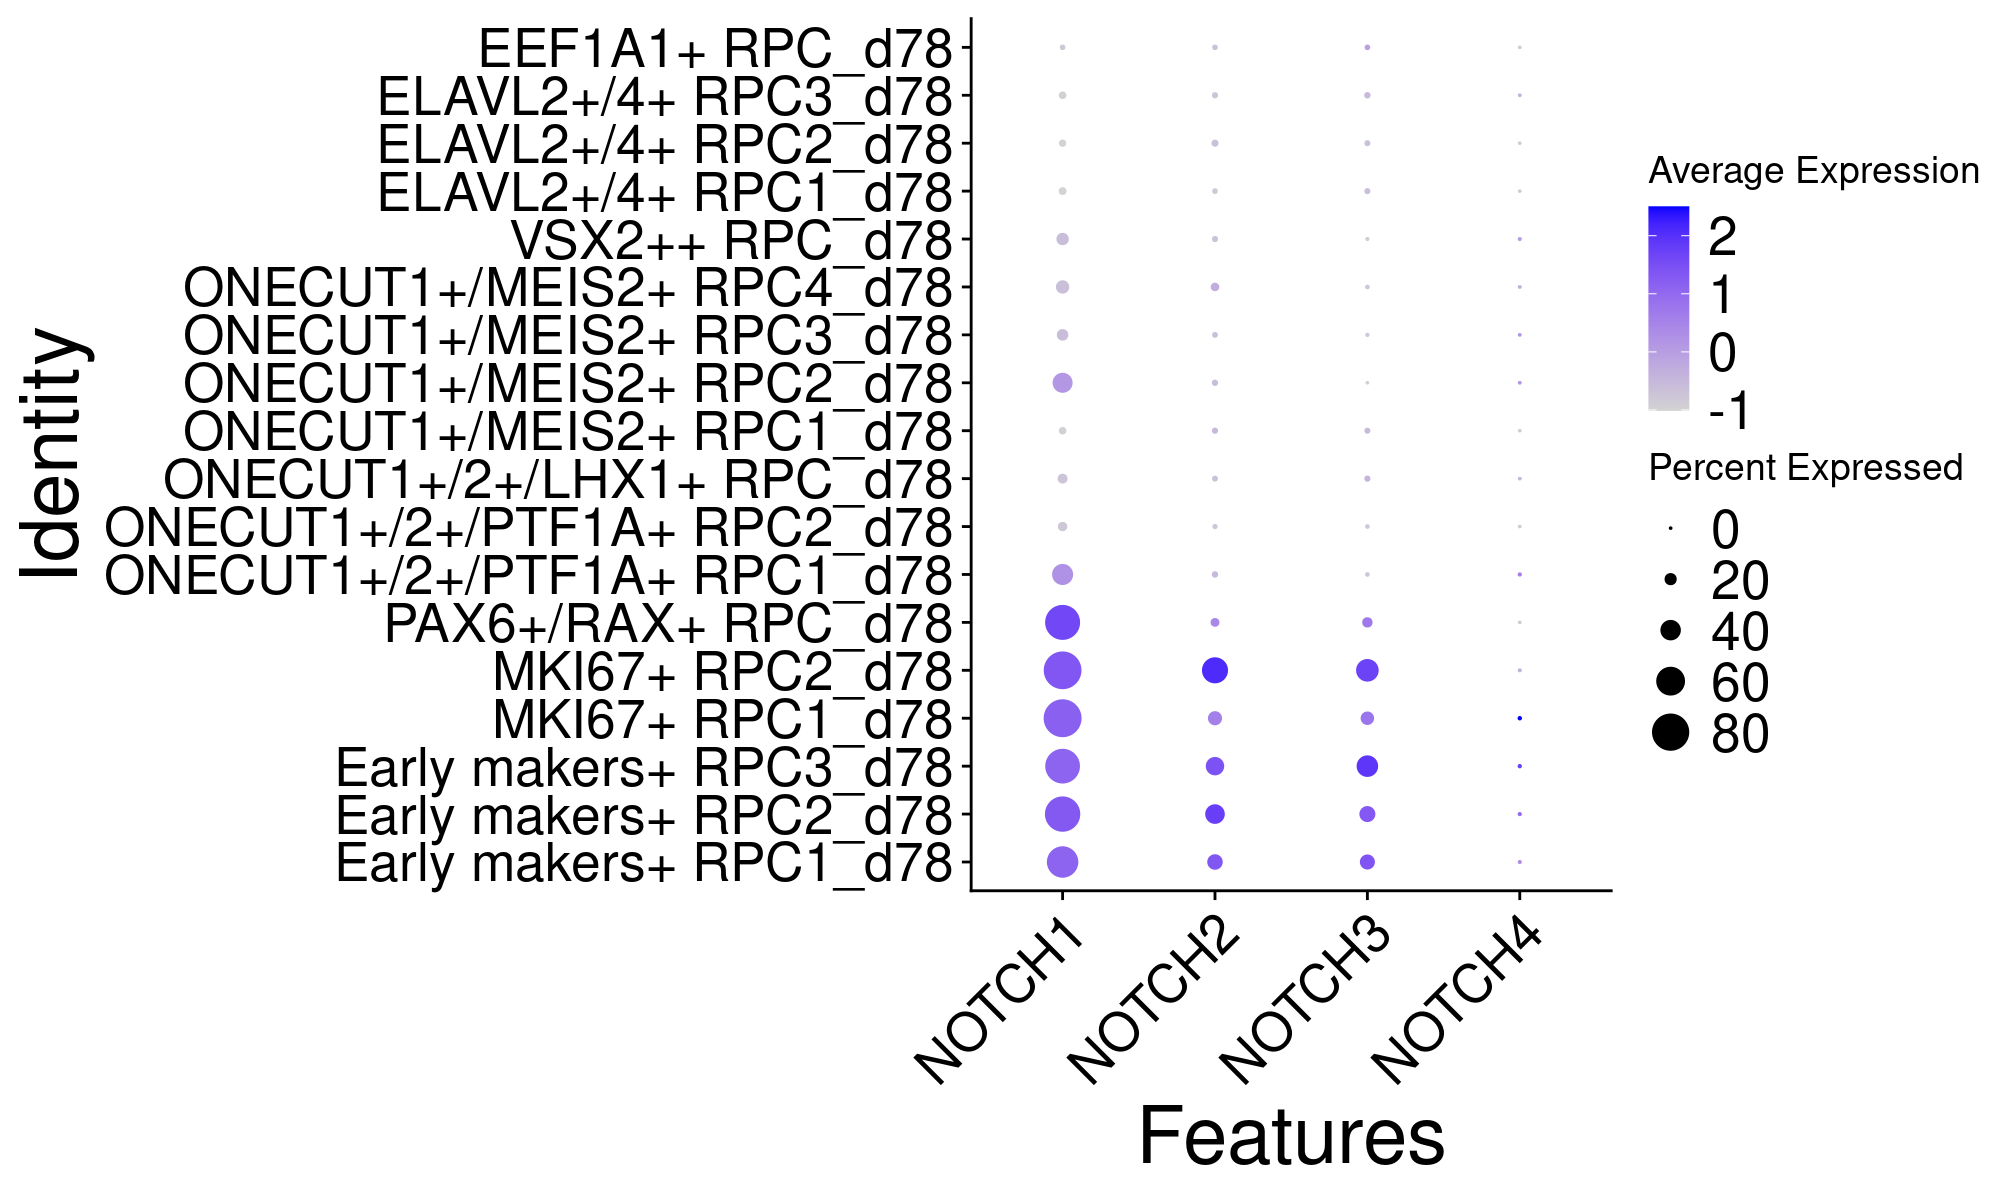 Identity
EEF1A1+ RPC_d78
ELAVL2+/4+ RPC3_d78
ELAVL2+/4+ RPC2_d78
ELAVL2+/4+ RPC1_d78
VSX2++ RPC_d78
ONECUT1+/MEIS2+ RPC4_d78
ONECUT1+/MEIS2+ RPC3_d78
ONECUT1+/MEIS2+ RPC2_d78
ONECUT1+/MEIS2+ RPC1_d78
ONECUT1+/2+/LHX1+ RPC_d78
ONECUT1+/2+/PTF1A+ RPC2_d78
ONECUT1+/2+/PTF1A+ RPC1_d78
PAX6+/RAX+ RPC_d78
MKI67+ RPC2_d78
MKI67+ RPC1_d78
Early makers+ RPC3_d78
Early makers+ RPC2_d78
Early makers+ RPC1_d78
NOTCH1
NOTCH2
NOTCH3
NOTCH4
Features
Average Expression
2
1
0
-1
Percent Expressed
0
20
40
60
80